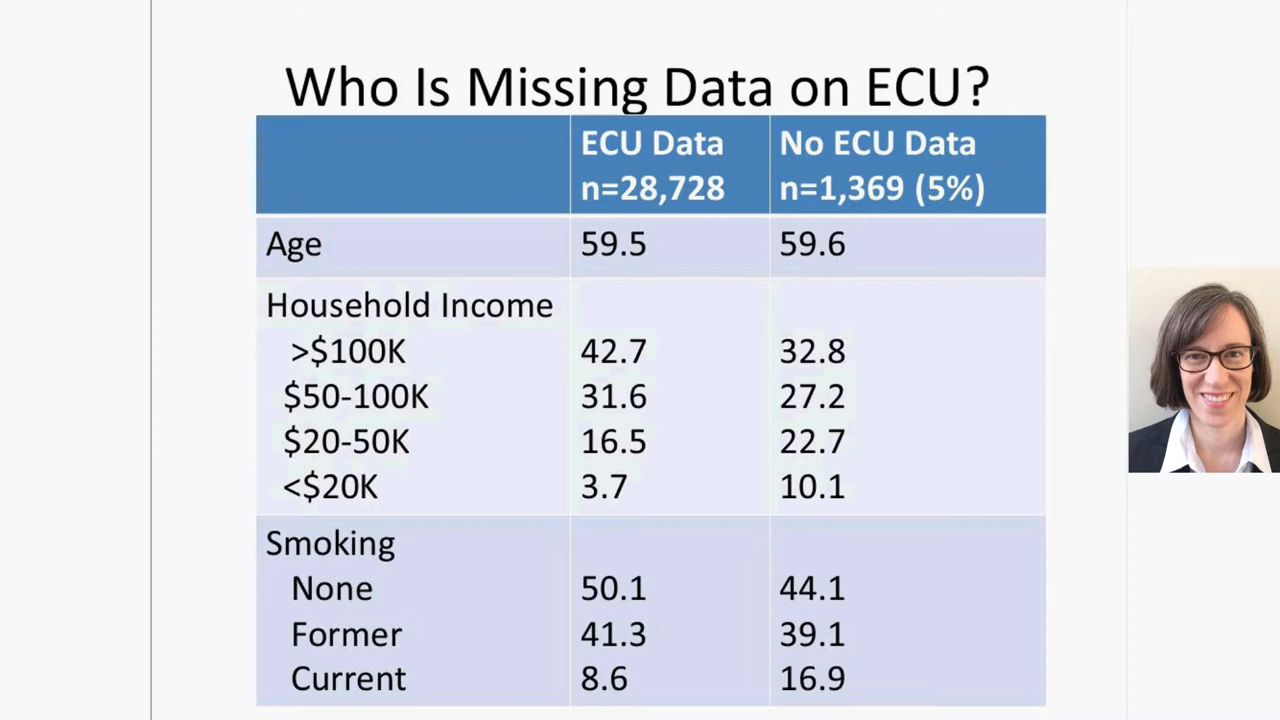 Who Is Missing Data on ECU?
ECU Data No ECU Data
n=28,728 n=1,369 (5%)
Age 59.5 59.6
Household Income
>$100K 42.7 32.8
$50-100K 31.6 27.2
$20-50K 16.5 22.7
<$20K 3.7 10.1
Smoking
None 50.1 44.1
Former 41.3 39.1
Current 8.6 16.9